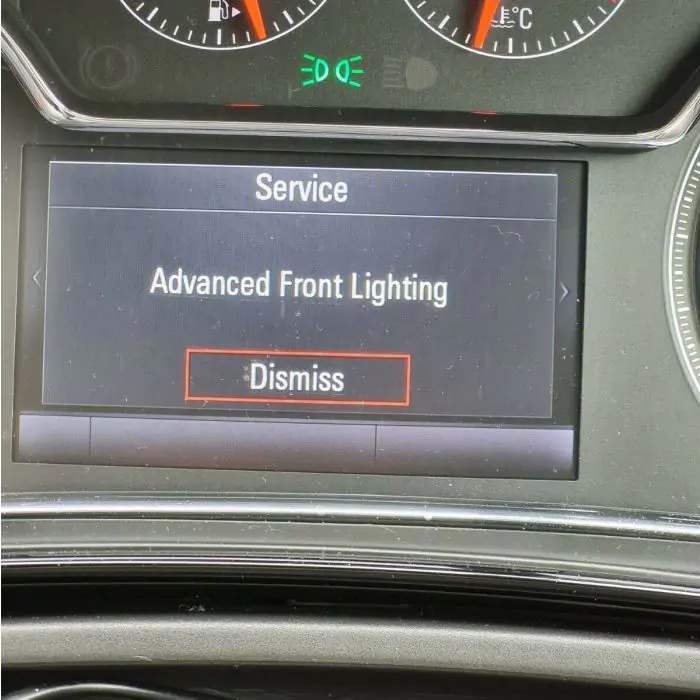 °C
Service
Advanced Front Lighting
Dismiss